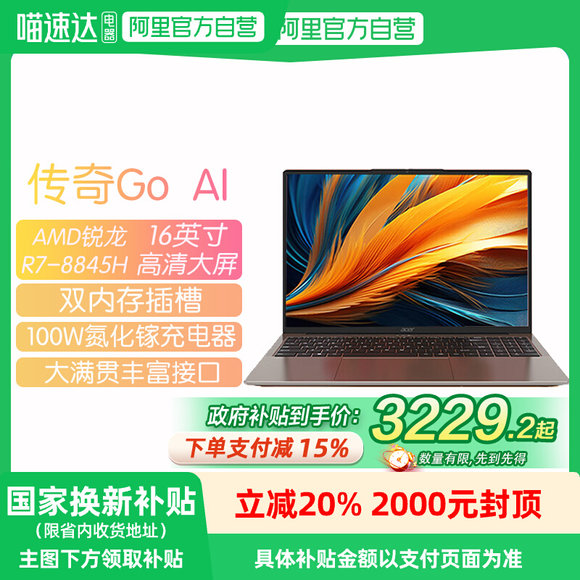 喵速达电器 阿里官方自营 阿里官方自营
传奇Go AI
AMD锐龙 16英寸
R7-8845H 高清大屏
双内存插槽
100W氮化镓充电器
大满贯丰富接口
acer
政府补贴到手价: 3229.2起
下单支付减 15%
数量有限,先到先得
国家换新补贴
(限省内收货地址)
主图下方领取补贴
立减20% 2000元封顶
具体补贴金额以支付页面为准